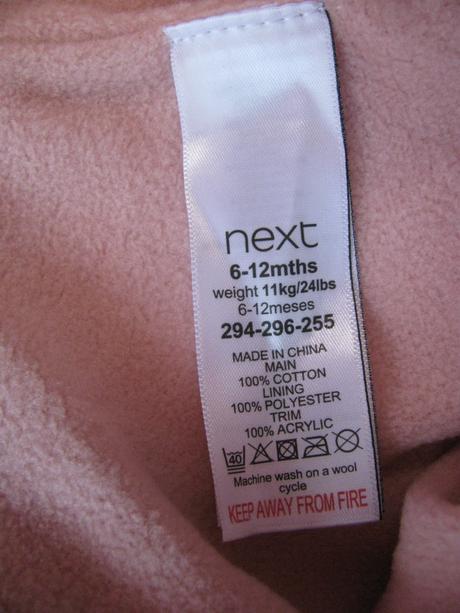 next
6-12mths
weight 11kg/24lbs
6-12meses
294-296-255
MADE IN CHINA
MAIN
100% COTTON
LINING
100% POLYESTER
TRIM
100% ACRYLIC
40
Machine wash on a wool
cycle
KEEP AWAY FROM FIRE